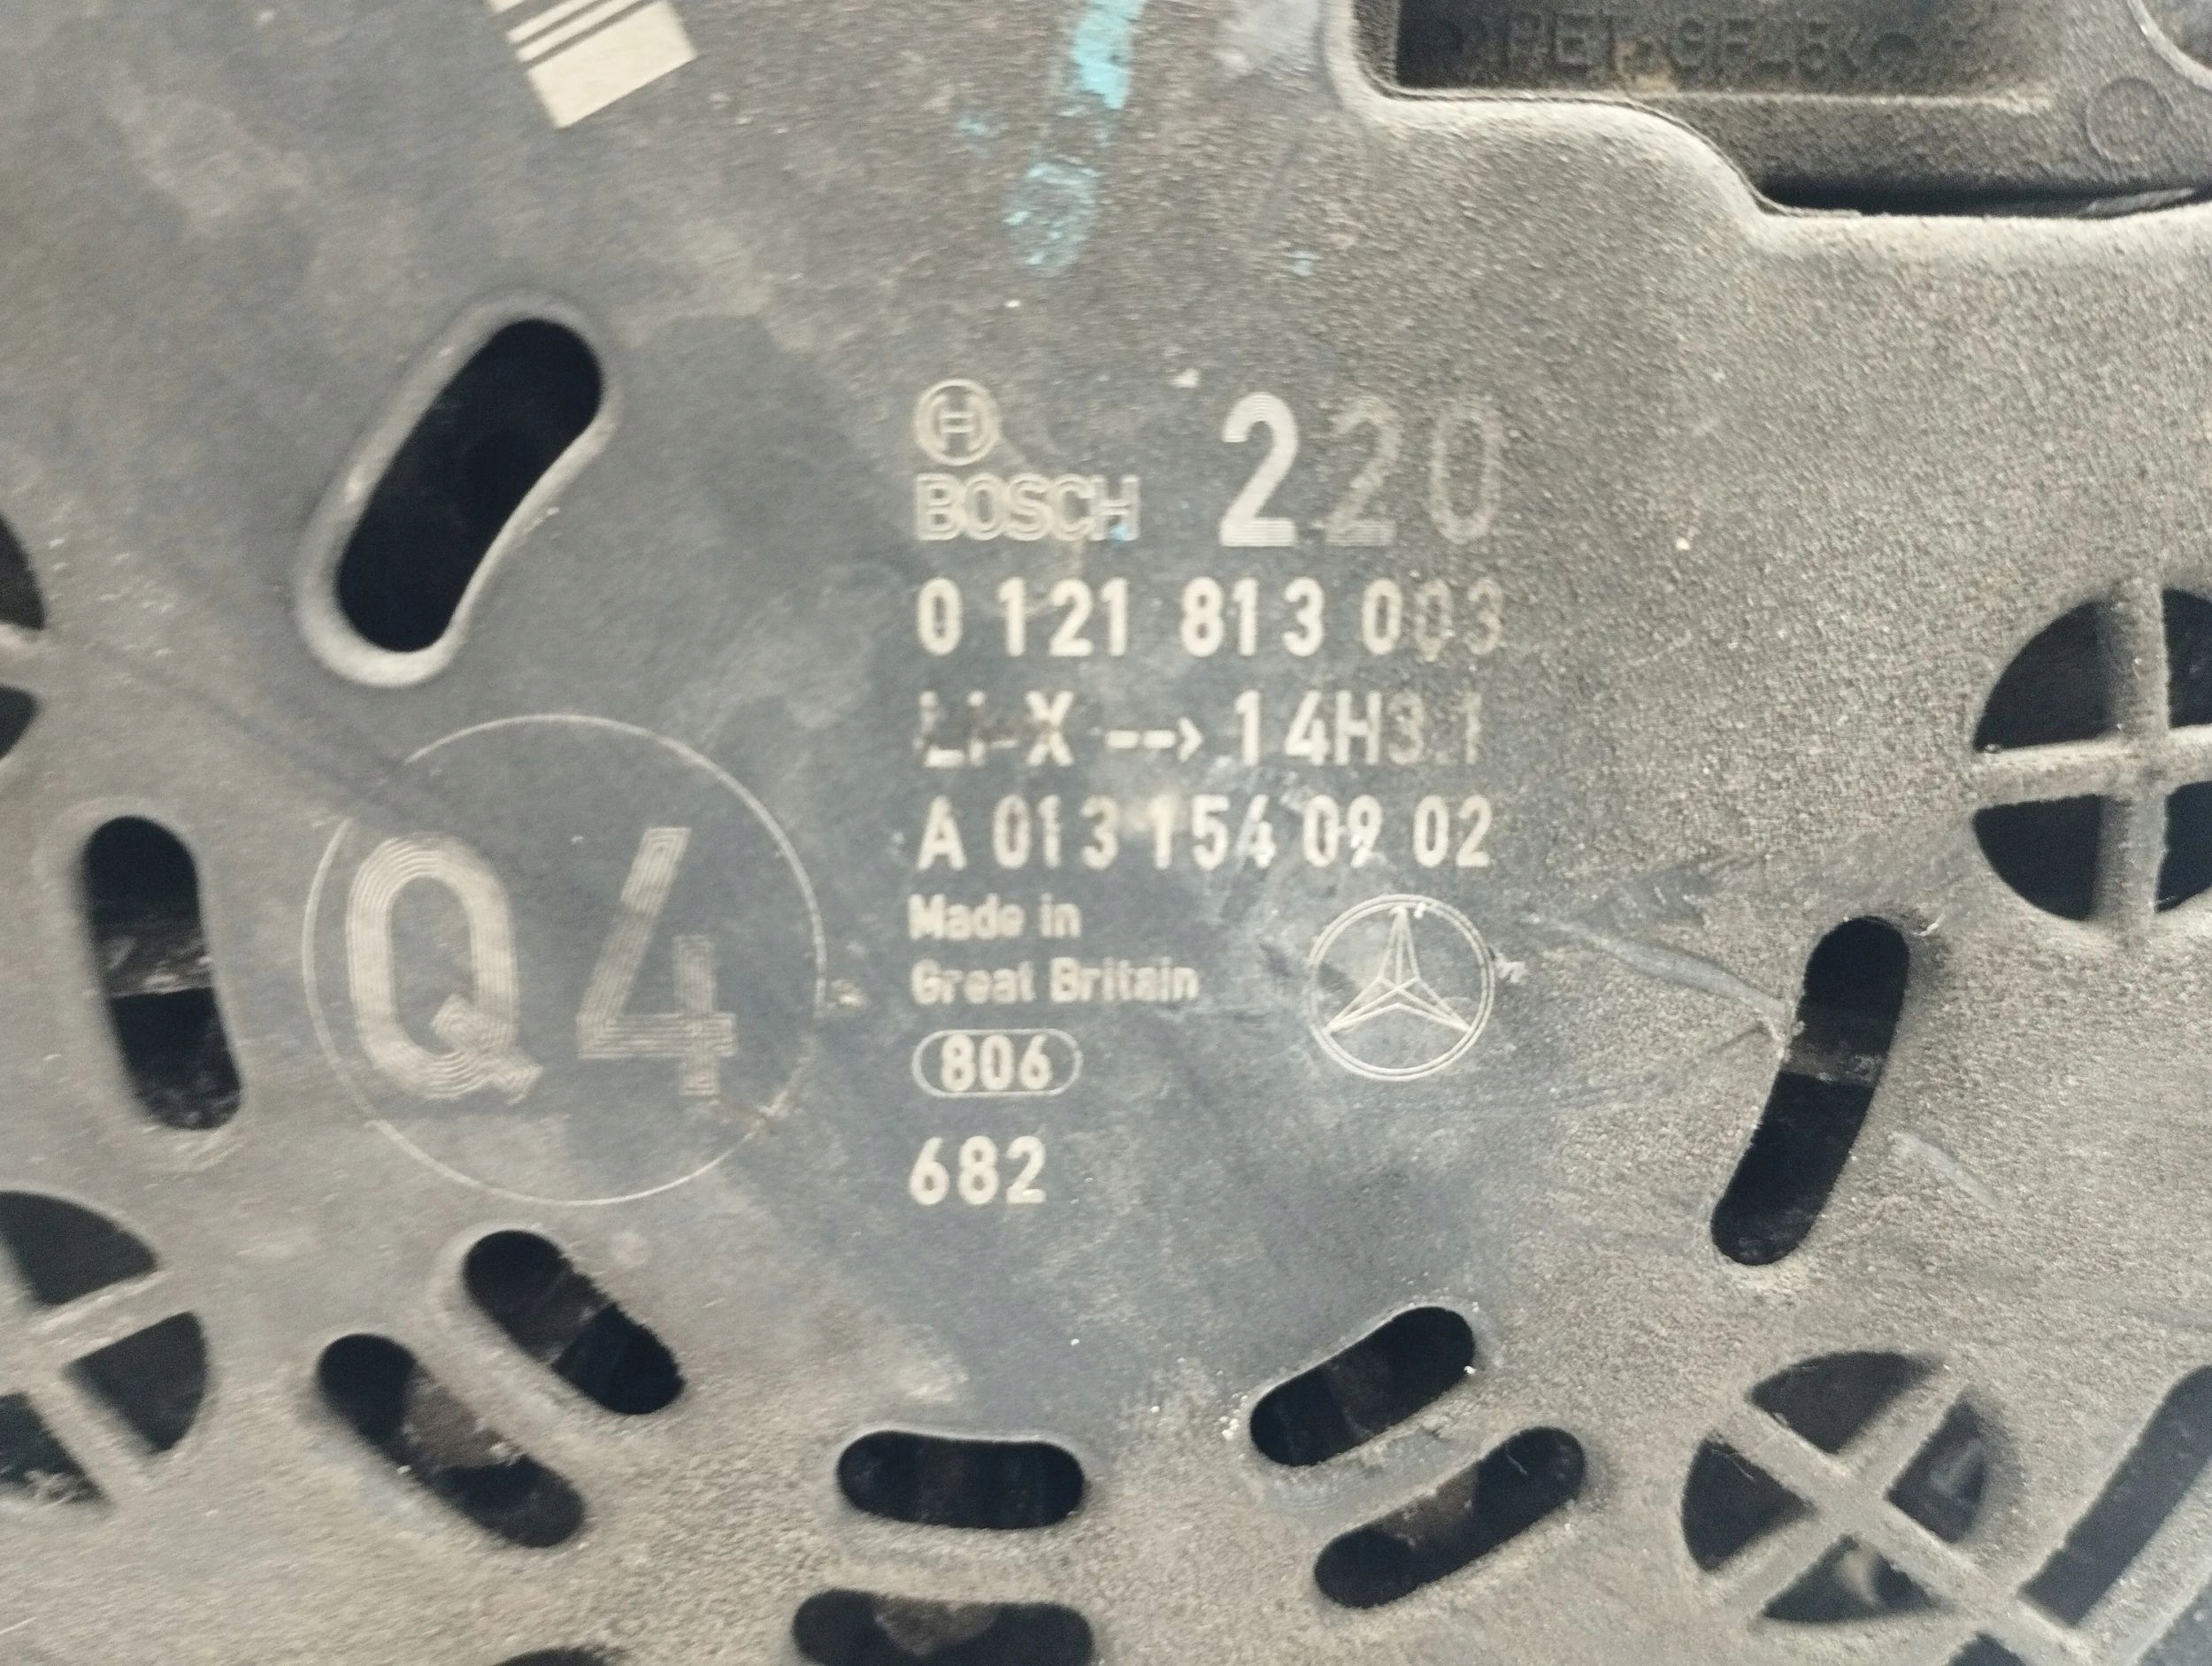 BOSCH 220
0 121 813 003
Li-X --> 14H3.1
A 013 154 09 02
Made in
Great Britain
806
682
Q4